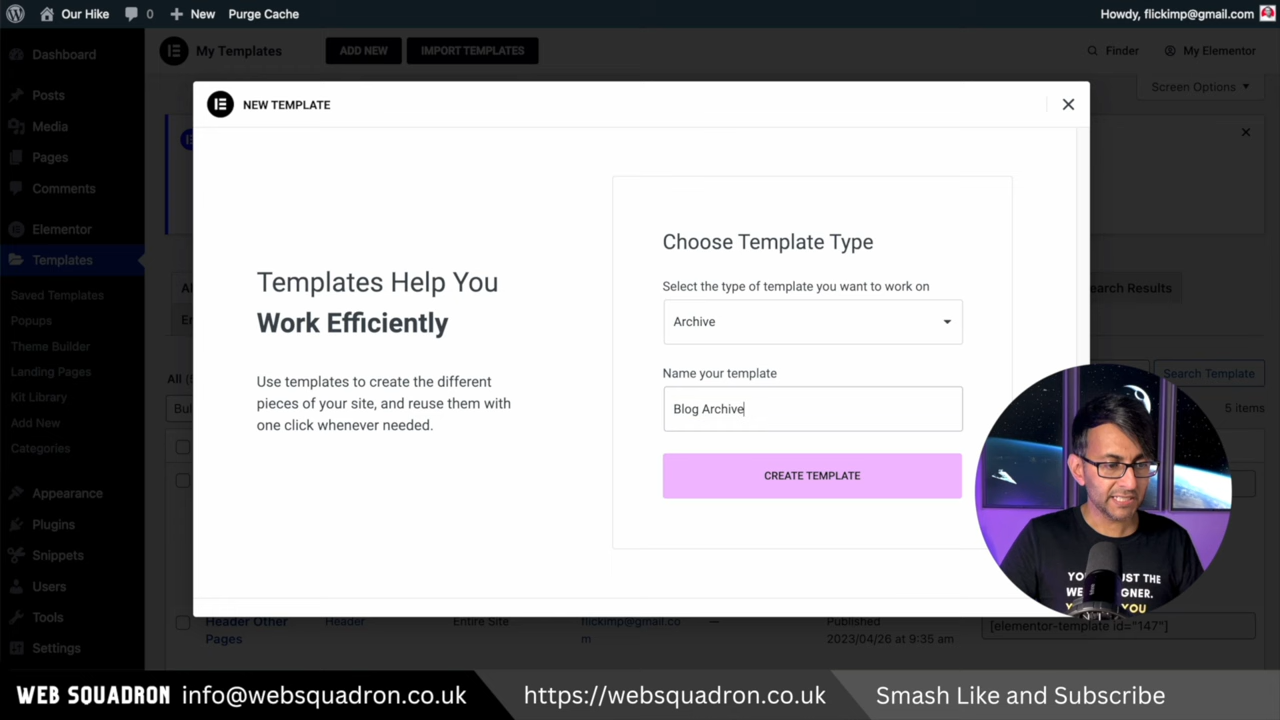 Our Hike
0
New
Purge Cache
Howdy, flickimp@gmail.com
Dashboard
Posts
Media
Pages
Comments
Elementor
Templates
Saved Templates
Popups
Theme Builder
Landing Pages
Kit Library
Add New
Categories
Appearance
Plugins
Snippets
Users
Tools
Settings
My Templates
ADD NEW
IMPORT TEMPLATES
Finder
My Elementor
Screen Options
NEW TEMPLATE
Templates Help You
Work Efficiently
Use templates to create the different
pieces of your site, and reuse them with
one click whenever needed.
Choose Template Type
Select the type of template you want to work on
Archive
Name your template
Blog Archive
CREATE TEMPLATE
earch Results
All (
Search Template
5 items
Header Other
Pages
Header
Entire Site
flickimp@gmail.co
m
—
Published
2023/04/26 at 9:35 am
[elementor-template id="147"]
WEB SQUADRON info@websquadron.co.uk
https://websquadron.co.uk
Smash Like and Subscribe